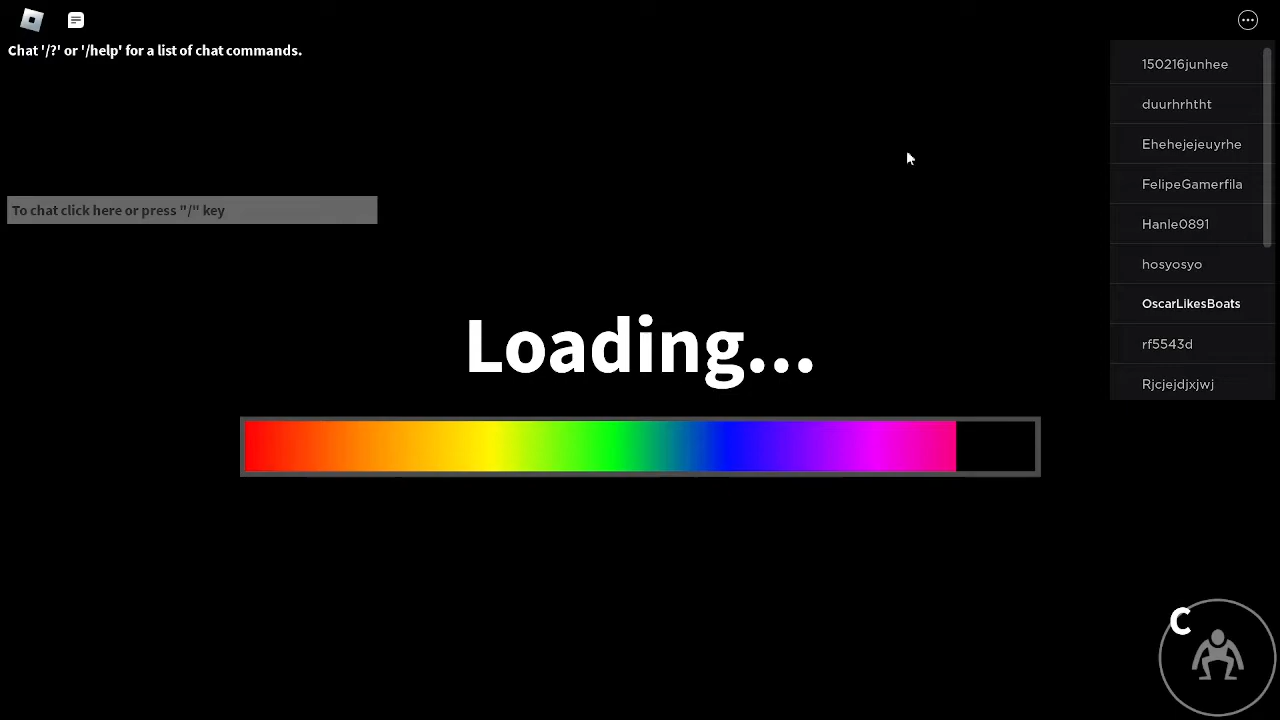 Chat '/?' or '/help' for a list of chat commands.
To chat click here or press "/" key
150216junhee
duurhrhtht
Ehehejejeuyrhe
FelipeGamerfila
Hanle0891
hosyosyo
OscarLikesBoats
rf5543d
Rjcjejdjxjwj
Loading...
C